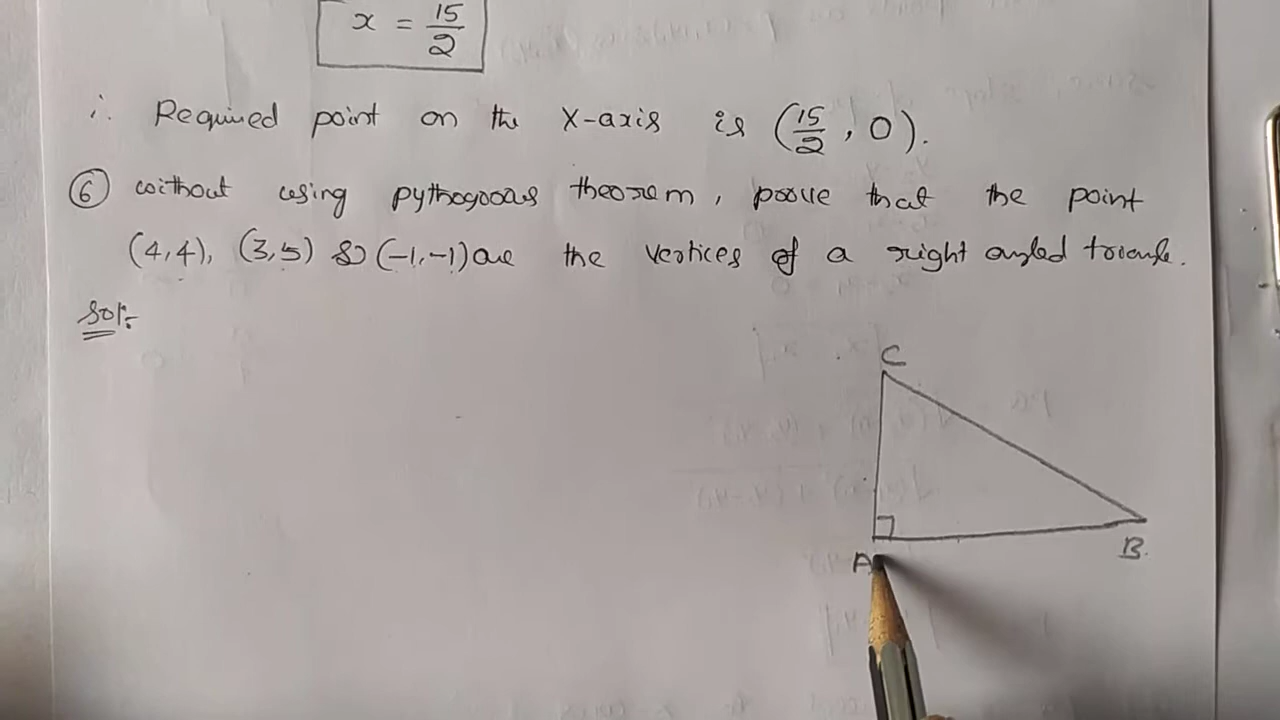 x = 15/2
∴ Required point on the X-axis is (15/2, 0).
⑥ without using pythogoras theorem, prove that the point
(4,4), (3,5) & (-1,-1) are the vertices of a right angled triangle.
Sol:-
C
A
B